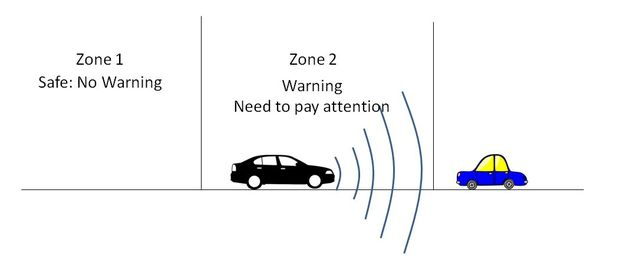 Zone 1
Safe: No Warning
Zone 2
Warning
Need to pay attention